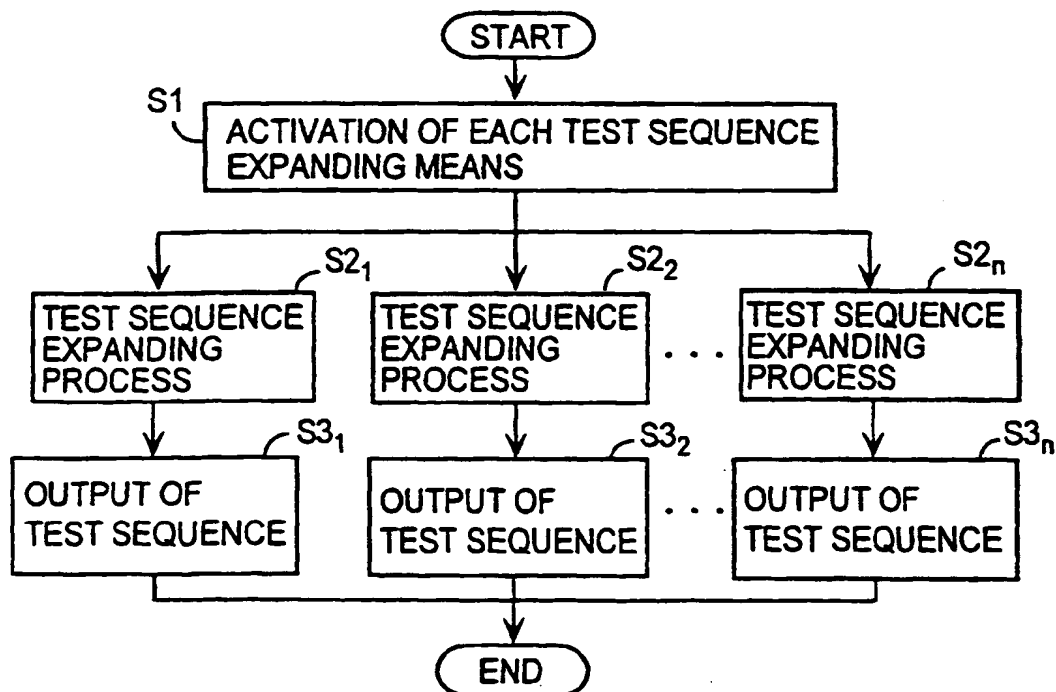 START
S1
ACTIVATION OF EACH TEST SEQUENCE
EXPANDING MEANS
S2₁
TEST SEQUENCE
EXPANDING
PROCESS
S2₂
TEST SEQUENCE
EXPANDING
PROCESS
. . .
S2ₙ
TEST SEQUENCE
EXPANDING
PROCESS
S3₁
OUTPUT OF
TEST SEQUENCE
S3₂
OUTPUT OF
TEST SEQUENCE
. . .
S3ₙ
OUTPUT OF
TEST SEQUENCE
END